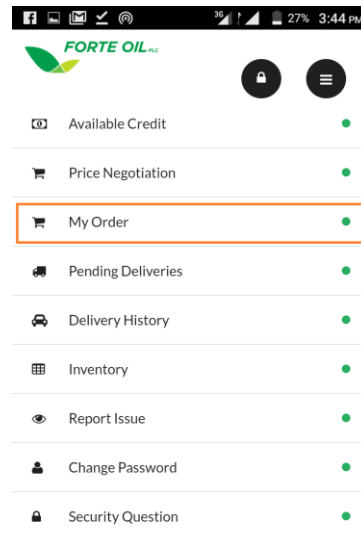 3G 27% 3:44 PM
FORTE OIL PLC
Available Credit
Price Negotiation
My Order
Pending Deliveries
Delivery History
Inventory
Report Issue
Change Password
Security Question